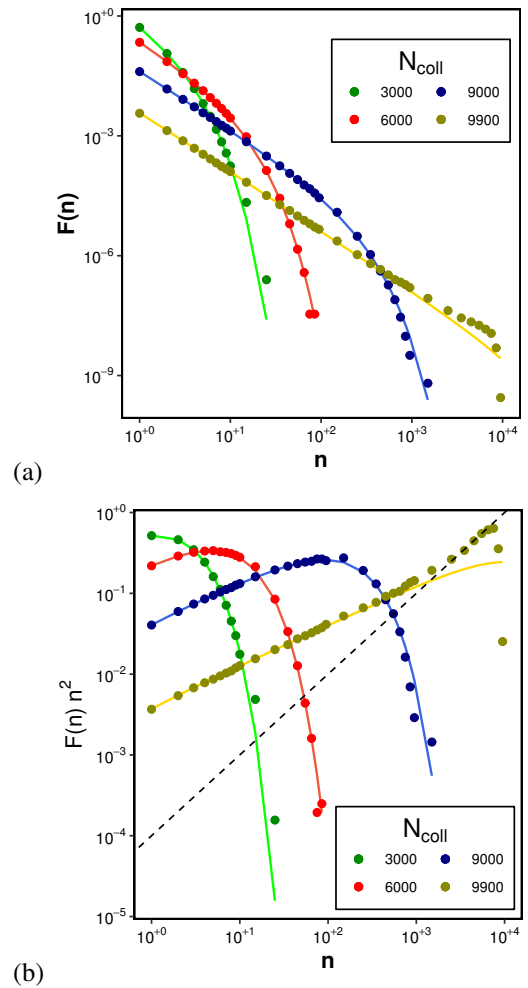 10⁺⁰
10⁻³
10⁻⁶
10⁻⁹
F(n)
N_coll
3000 9000
6000 9900
10⁺⁰ 10⁺¹ 10⁺² 10⁺³ 10⁺⁴
n
(a)
10⁺⁰
10⁻¹
10⁻²
10⁻³
10⁻⁴
10⁻⁵
F(n) n²
N_coll
3000 9000
6000 9900
10⁺⁰ 10⁺¹ 10⁺² 10⁺³ 10⁺⁴
n
(b)